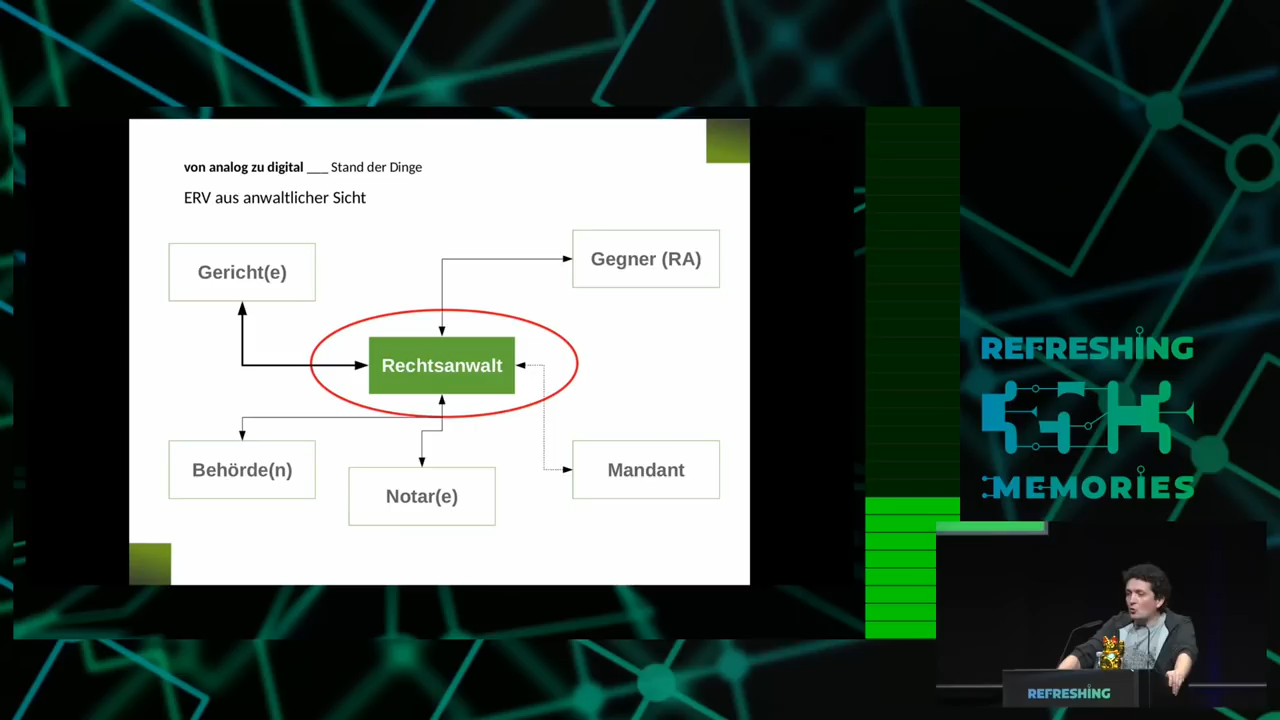 von analog zu digital ___ Stand der Dinge
ERV aus anwaltlicher Sicht
Gericht(e)
Gegner (RA)
Rechtsanwalt
Behörde(n)
Notar(e)
Mandant
REFRESHING
MEMORIES
REFRESHING